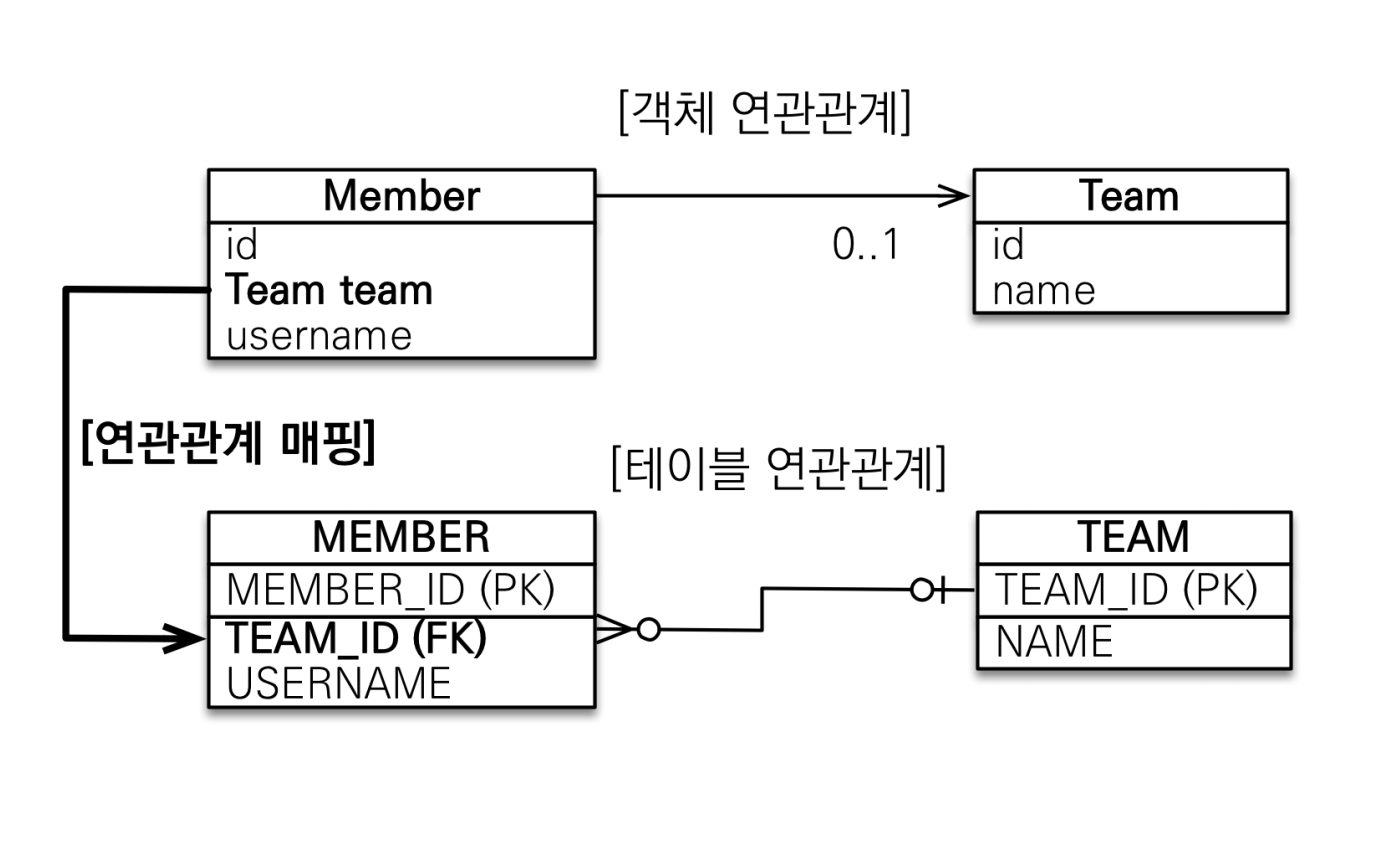 [객체 연관관계]
Member
id
Team team
username
0..1
Team
id
name
[연관관계 매핑]
[테이블 연관관계]
MEMBER
MEMBER_ID (PK)
TEAM_ID (FK)
USERNAME
TEAM
TEAM_ID (PK)
NAME